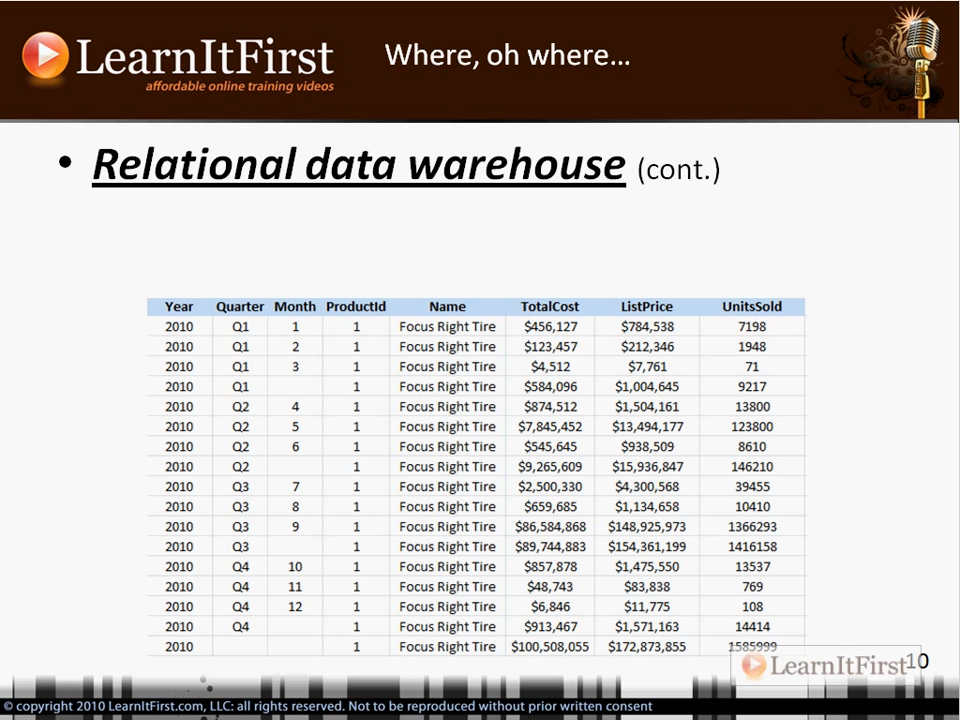 LearnItFirst
affordable online training videos
Where, oh where...
• Relational data warehouse (cont.)
Year Quarter Month ProductId Name TotalCost ListPrice UnitsSold
2010 Q1 1 1 Focus Right Tire $456,127 $784,538 7198
2010 Q1 2 1 Focus Right Tire $123,457 $212,346 1948
2010 Q1 3 1 Focus Right Tire $4,512 $7,761 71
2010 Q1 1 Focus Right Tire $584,096 $1,004,645 9217
2010 Q2 4 1 Focus Right Tire $874,512 $1,504,161 13800
2010 Q2 5 1 Focus Right Tire $7,845,452 $13,494,177 123800
2010 Q2 6 1 Focus Right Tire $545,645 $938,509 8610
2010 Q2 1 Focus Right Tire $9,265,609 $15,936,847 146210
2010 Q3 7 1 Focus Right Tire $2,500,330 $4,300,568 39455
2010 Q3 8 1 Focus Right Tire $659,685 $1,134,658 10410
2010 Q3 9 1 Focus Right Tire $86,584,868 $148,925,973 1366293
2010 Q3 1 Focus Right Tire $89,744,883 $154,361,199 1416158
2010 Q4 10 1 Focus Right Tire $857,878 $1,475,550 13537
2010 Q4 11 1 Focus Right Tire $48,743 $83,838 769
2010 Q4 12 1 Focus Right Tire $6,846 $11,775 108
2010 Q4 1 Focus Right Tire $913,467 $1,571,163 14414
2010 1 Focus Right Tire $100,508,055 $172,873,855 1585999
LearnItFirst
10
© copyright 2010 LearnItFirst.com, LLC: all rights reserved. Not to be reproduced without prior written consent